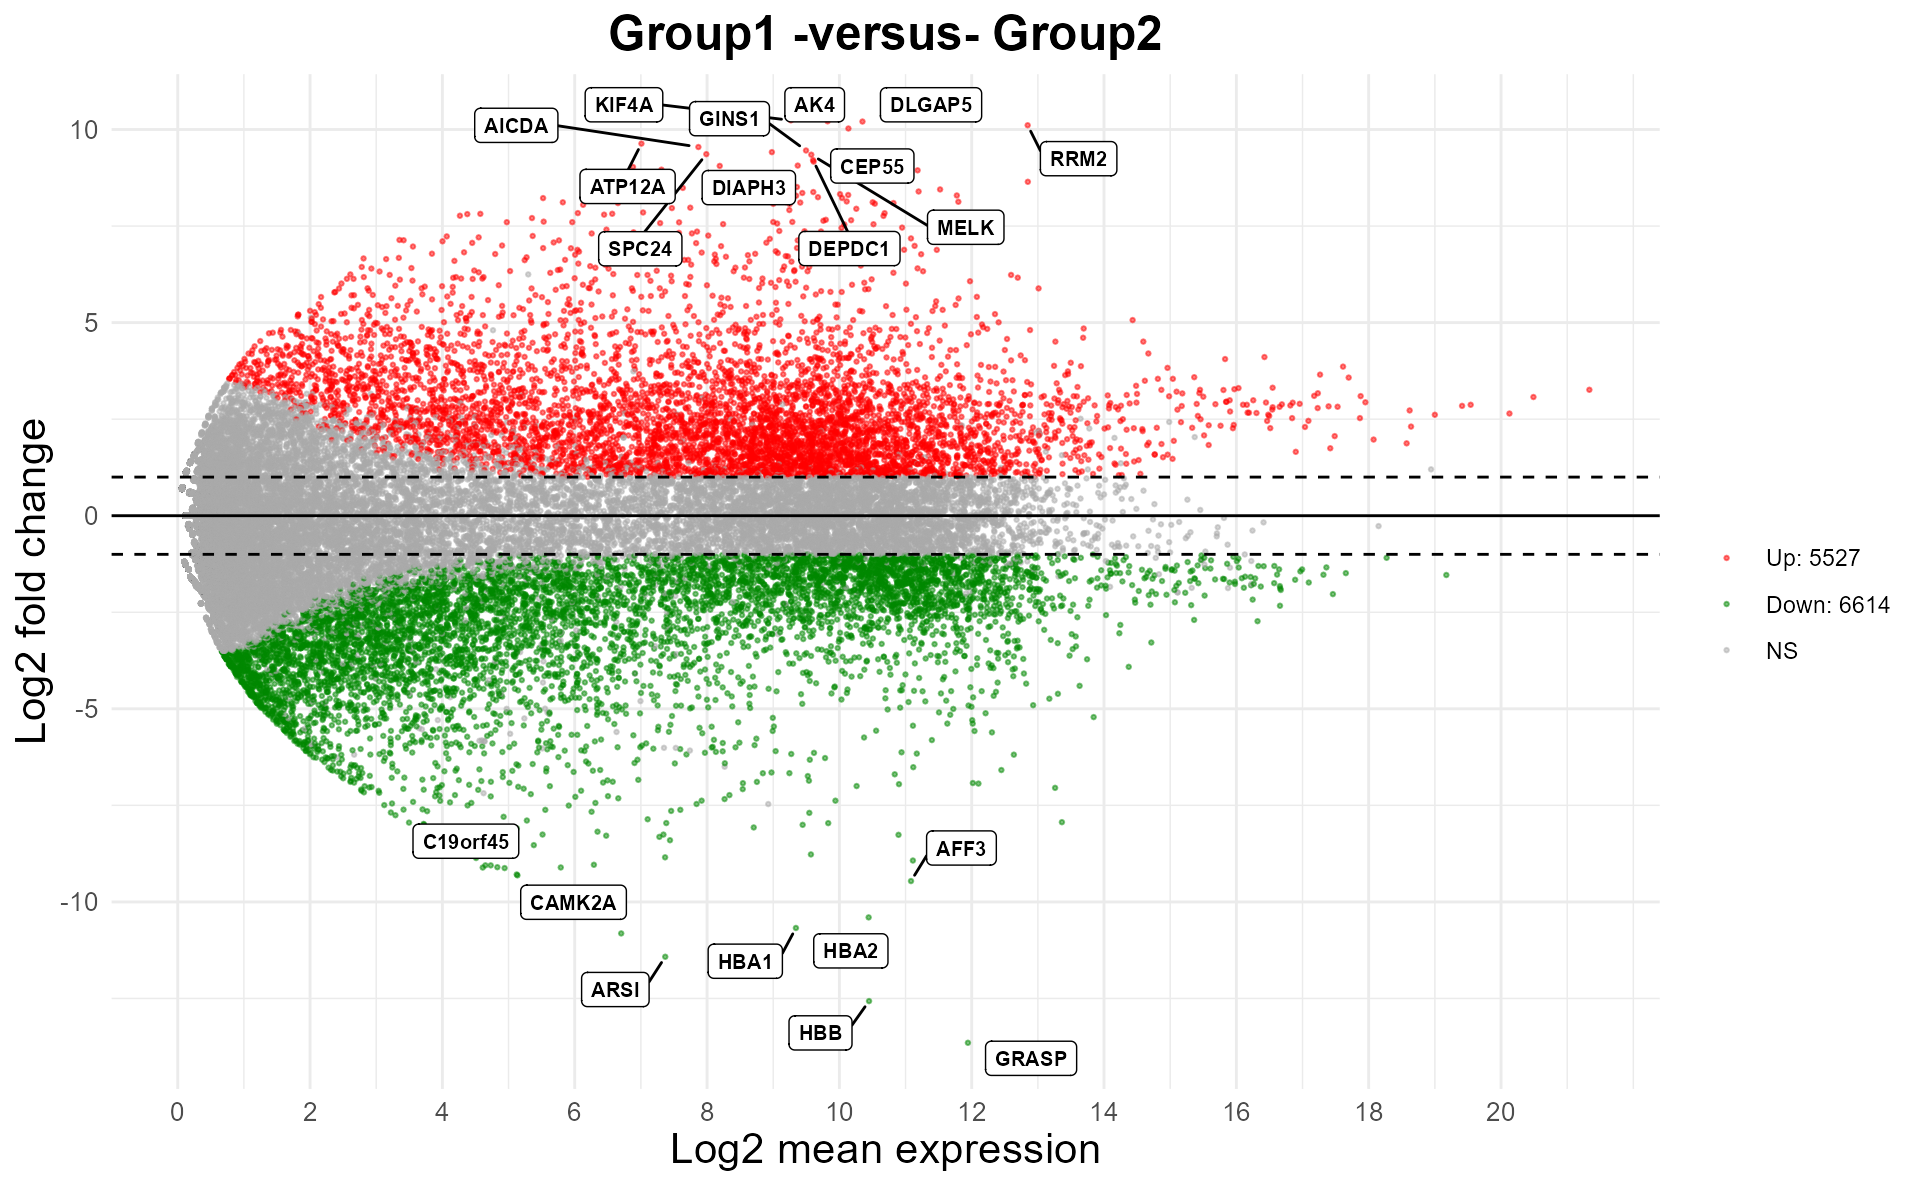 Group1 -versus- Group2
KIF4A
AK4
DLGAP5
GINS1
AICDA
RRM2
CEP55
ATP12A
DIAPH3
MELK
SPC24
DEPDC1
C19orf45
AFF3
CAMK2A
HBA2
HBA1
ARSI
HBB
GRASP
10
5
0
-5
-10
Log2 fold change
0 2 4 6 8 10 12 14 16 18 20
Log2 mean expression
Up: 5527
Down: 6614
NS